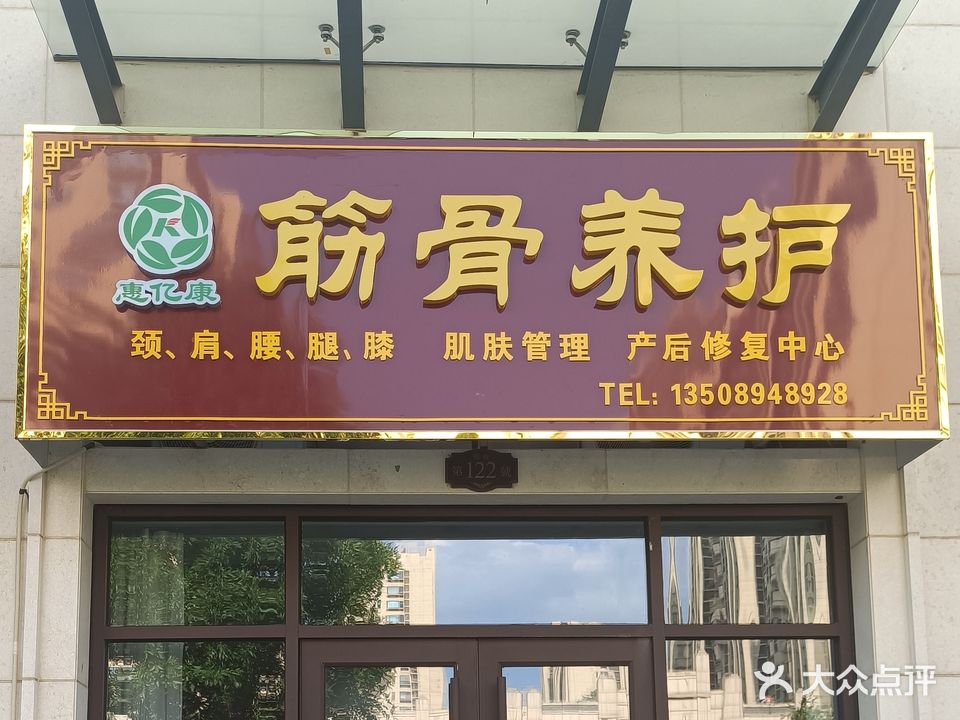 惠亿康
筋骨养护
颈、肩、腰、腿、膝 肌肤管理 产后修复中心
TEL: 13508948928
第122號
大众点评